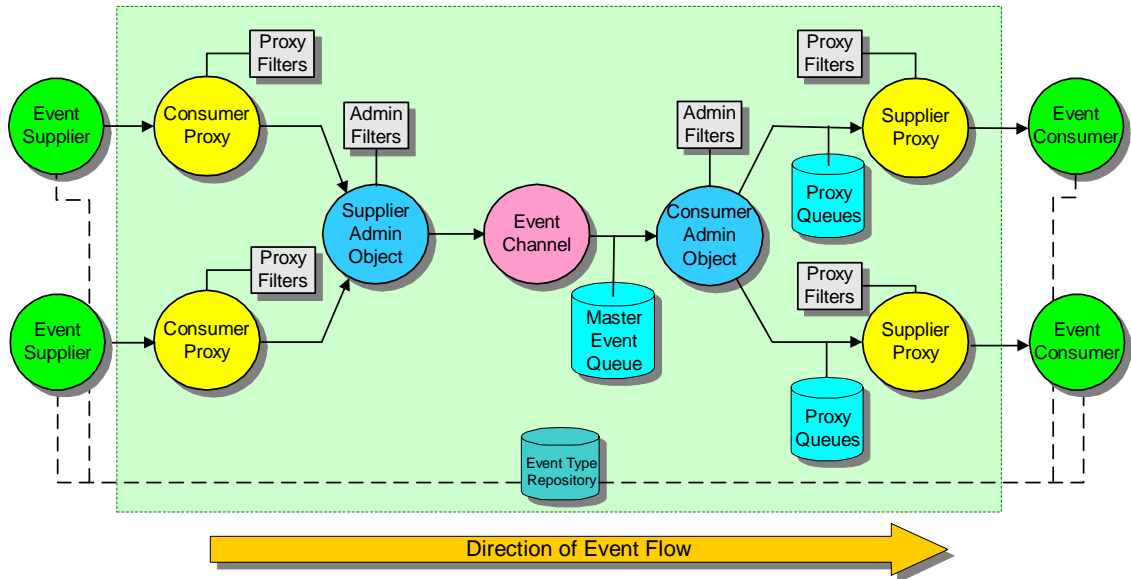 Proxy
Filters
Proxy
Filters
Event
Supplier
Consumer
Proxy
Admin
Filters
Admin
Filters
Supplier
Proxy
Event
Consumer
Supplier
Admin
Object
Event
Channel
Consumer
Admin
Object
Proxy
Queues
Proxy
Filters
Proxy
Filters
Event
Supplier
Consumer
Proxy
Master
Event
Queue
Supplier
Proxy
Event
Consumer
Proxy
Queues
Event Type
Repository
Direction of Event Flow